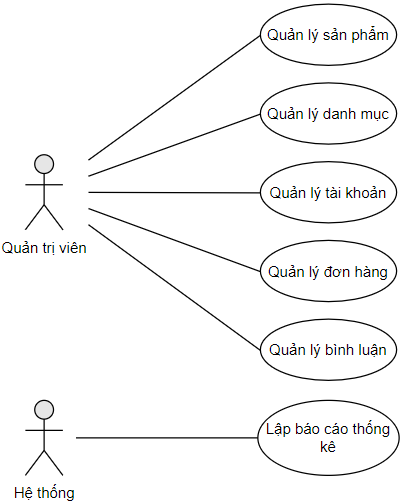 Quản lý sản phẩm
Quản lý danh mục
Quản lý tài khoản
Quản trị viên
Quản lý đơn hàng
Quản lý bình luận
Lập báo cáo thống
kê
Hệ thống